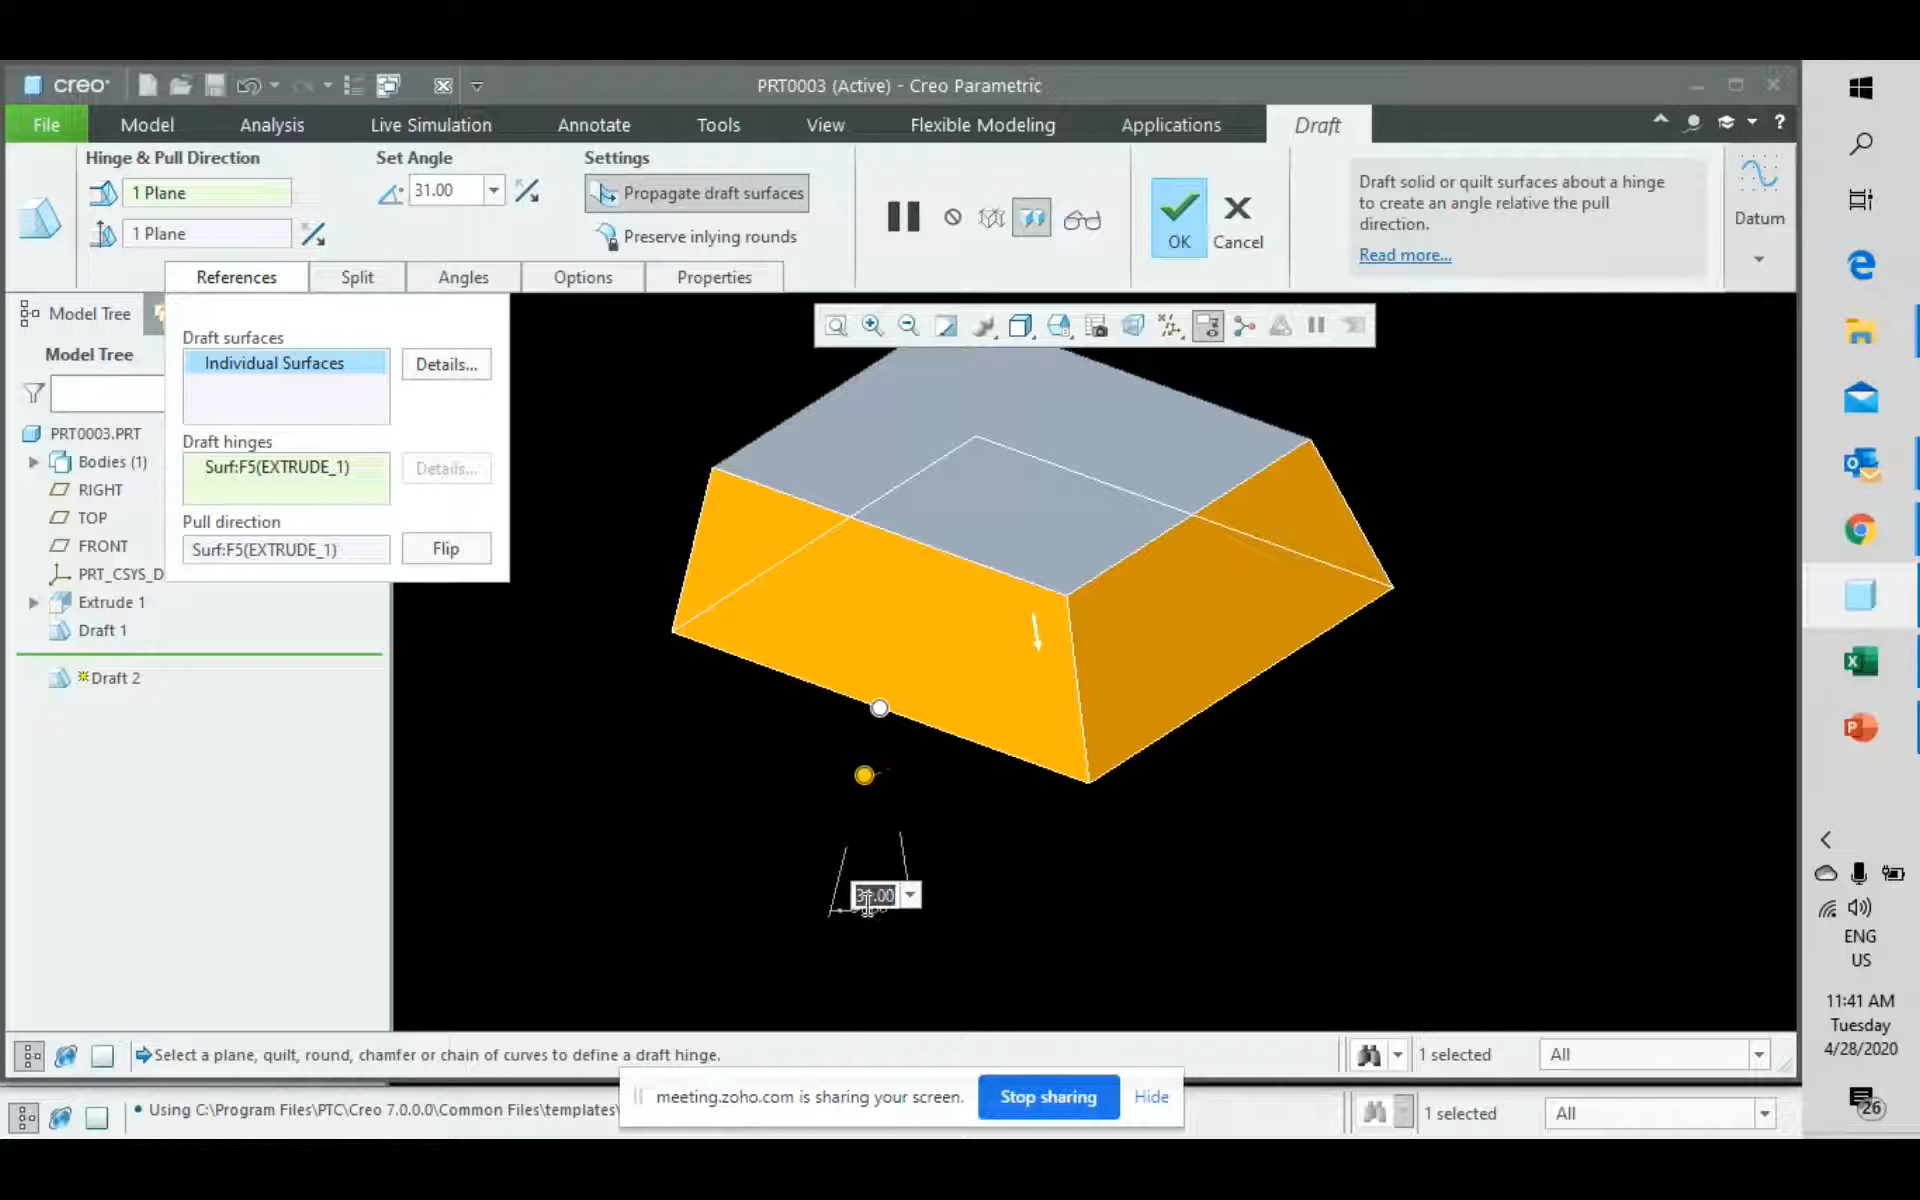 creo
PRT0003 (Active) - Creo Parametric
File
Model
Analysis
Live Simulation
Annotate
Tools
View
Flexible Modeling
Applications
Draft
?
Hinge & Pull Direction
Set Angle
Settings
1 Plane
31.00
Propagate draft surfaces
1 Plane
Preserve inlying rounds
OK
Cancel
Draft solid or quilt surfaces about a hinge
to create an angle relative the pull
direction.
Read more...
Datum
References
Split
Angles
Options
Properties
Model Tree
Model Tree
Draft surfaces
Individual Surfaces
Details...
Draft hinges
Surf:F5(EXTRUDE_1)
Details...
Pull direction
Surf:F5(EXTRUDE_1)
Flip
PRT0003.PRT
Bodies (1)
RIGHT
TOP
FRONT
PRT_CSYS_D
Extrude 1
Draft 1
Draft 2
31.00
Select a plane, quilt, round, chamfer or chain of curves to define a draft hinge.
1 selected
All
Using C:\Program Files\PTC\Creo 7.0.0.0\Common Files\templates\
1 selected
All
meeting.zoho.com is sharing your screen.
Stop sharing
Hide
ENG
US
11:41 AM
Tuesday
4/28/2020
26